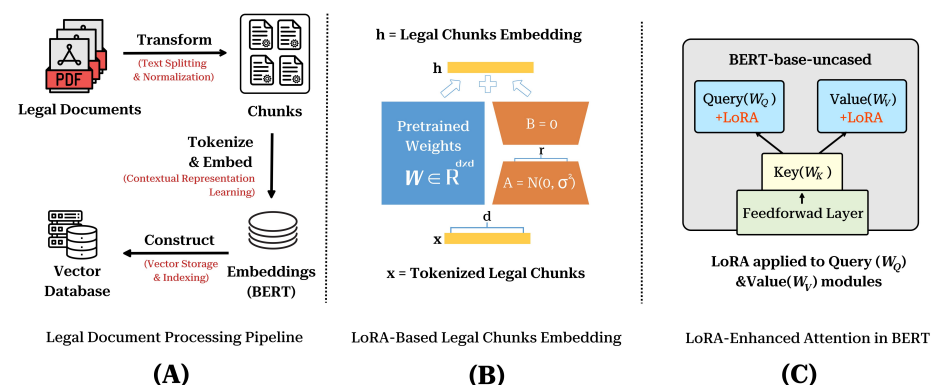 PDF
Legal Documents
Transform
(Text Splitting
& Normalization)
Chunks
Tokenize
& Embed
(Contextual Representation
Learning)
Embeddings
(BERT)
Construct
(Vector Storage
& Indexing)
Vector
Database
Legal Document Processing Pipeline
(A)
h = Legal Chunks Embedding
h
Pretrained
Weights
W ∈ R^d×d
B = 0
r
A = N(0, σ²)
d
x
x = Tokenized Legal Chunks
LoRA-Based Legal Chunks Embedding
(B)
BERT-base-uncased
Query(W_Q)
+LoRA
Value(W_V)
+LoRA
Key(W_K)
Feedforwad Layer
LoRA applied to Query (W_Q)
&Value(W_V) modules
LoRA-Enhanced Attention in BERT
(C)